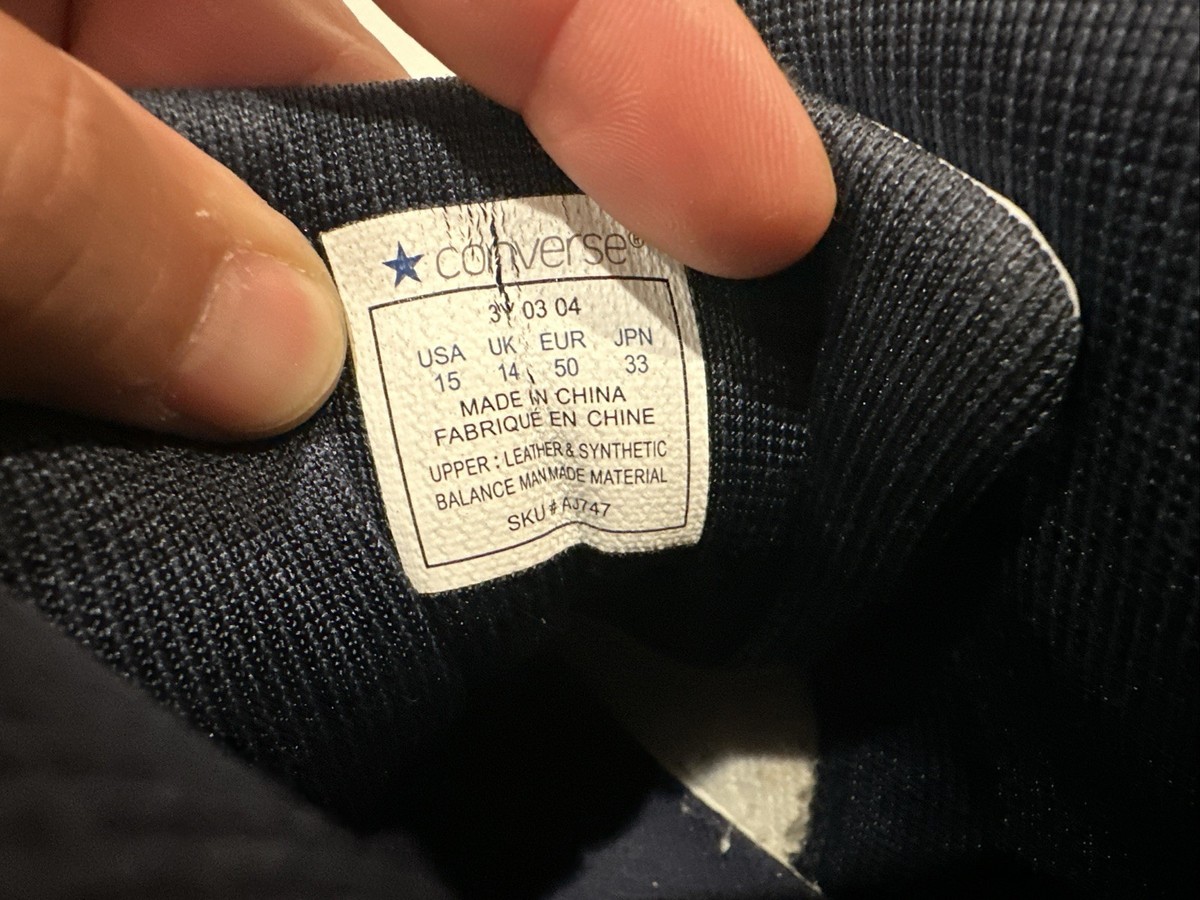 converse®
03 04
USA UK EUR JPN
15 14 50 33
MADE IN CHINA
FABRIQUÉ EN CHINE
UPPER : LEATHER & SYNTHETIC
BALANCE MANMADE MATERIAL
SKU # AJ747